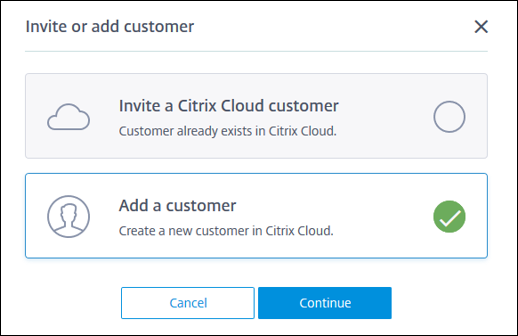 Invite or add customer
Invite a Citrix Cloud customer
Customer already exists in Citrix Cloud.
Add a customer
Create a new customer in Citrix Cloud.
Cancel
Continue